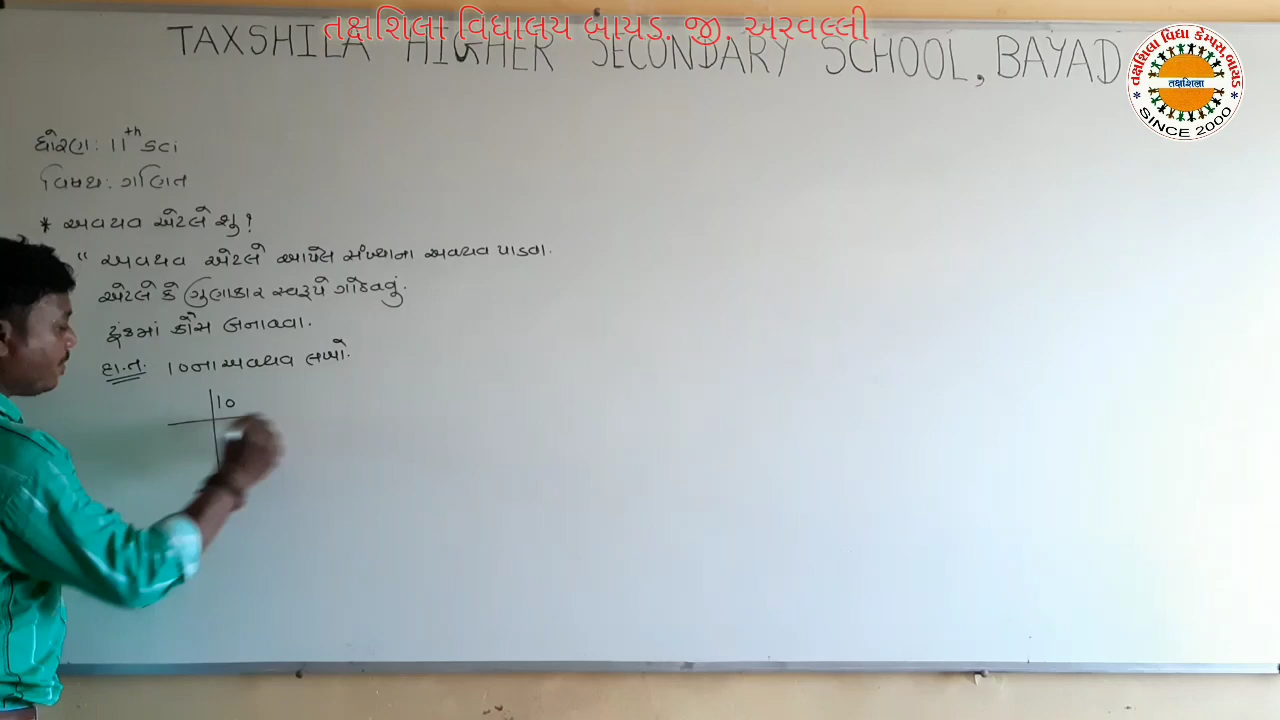 તક્ષશિલા વિદ્યાલય બાયડ. જી. અરવલ્લી
TAXSHILA HIGHER SECONDARY SCHOOL, BAYAD
તક્ષશિલા વિદ્યા કેમ્પસ, બાયડ
તક્ષશિલા
* SINCE 2000 *
ધોરણ : 11th sci
વિષય : ગણિત
* અવયવ એટલે શુ ?
“ અવયવ એટલે આપેલ સંખ્યાના અવયવ પાડવા.
એટલે કે ગુણાકાર સ્વરૂપે ગોઠવવું.
ટૂંકમાં કૌંસ બનાવવા.
દા.ત. 10ના અવયવ લખો.
10